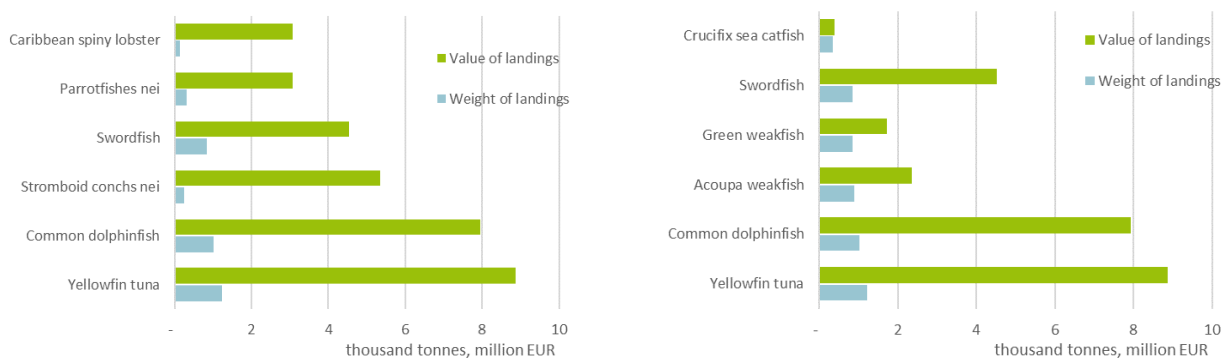 Caribbean spiny lobster
Parrotfishes nei
Swordfish
Stromboid conchs nei
Common dolphinfish
Yellowfin tuna
Value of landings
Weight of landings
- 2 4 6 8 10
thousand tonnes, million EUR
Crucifix sea catfish
Swordfish
Green weakfish
Acoupa weakfish
Common dolphinfish
Yellowfin tuna
Value of landings
Weight of landings
- 2 4 6 8 10
thousand tonnes, million EUR